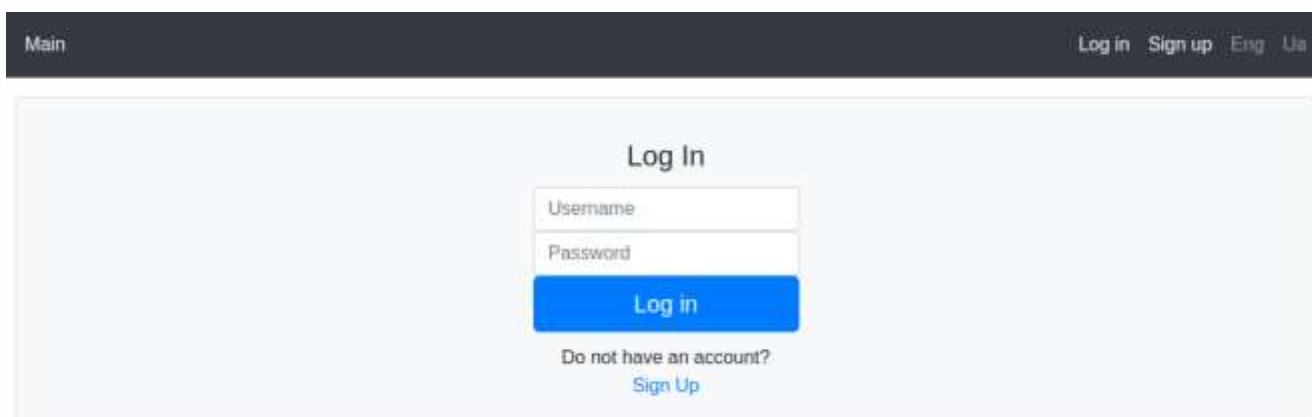 Main Log in Sign up Eng Ua
Log In
Username
Password
Log in
Do not have an account?
Sign Up